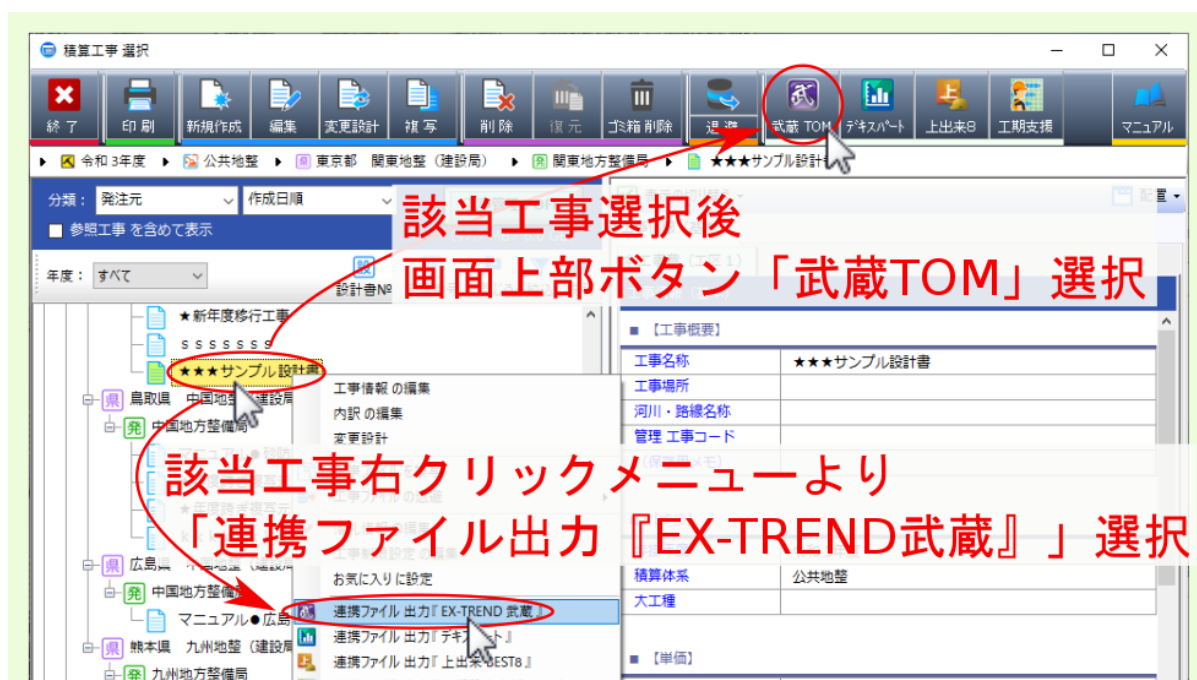 積算工事 選択
終了 印刷 新規作成 編集 変更設計 複写 削除 復元 ゴミ箱 削除 退避 武蔵 TOM デキスパート 上出来8 工期支援 マニュアル
令和 3年度 公共地整 東京都 関東地整（建設局） 発 関東地方整備局 ★★★サンプル設計書
分類： 発注元 作成日順
配置
参照工事 を含めて表示
該当工事選択後
年度： すべて
設計書№
画面上部ボタン「武蔵TOM」選択
★新年度移行工事
ｓｓｓｓｓｓｓ
★★★サンプル設計書
県 鳥取県 中国地整（建設局
発 中国地方整備局
工事情報 の編集
内訳 の編集
変更設計
■ 【工事概要】
工事名称 ★★★サンプル設計書
工事場所
河川・路線名称
管理 工事コード
該当工事右クリックメニューより
「連携ファイル出力『EX-TREND武蔵』」選択
県 広島県 中国地整（建設局
発 中国地方整備局
マニュアル●広島
県 熊本県 九州地整（建設局
発 九州地方整備局
お気に入り に設定
連携ファイル 出力『 EX-TREND 武蔵 』
連携ファイル 出力『 デキスパート 』
連携ファイル 出力『 上出来 BEST8 』
積算体系 公共地整
大工種
■ 【単価】